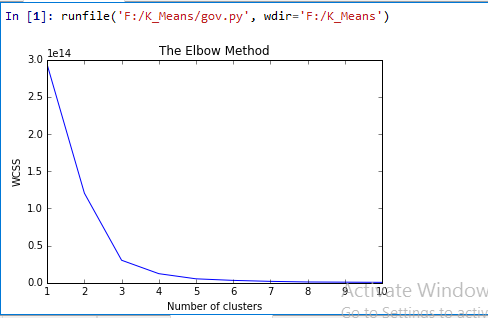 In [1]: runfile('F:/K_Means/gov.py', wdir='F:/K_Means')
The Elbow Method
1e14
3.0
2.5
2.0
1.5
1.0
0.5
0.0
WCSS
1 2 3 4 5 6 7 8 9 10
Number of clusters
Activate Window
Go to Settings to activ